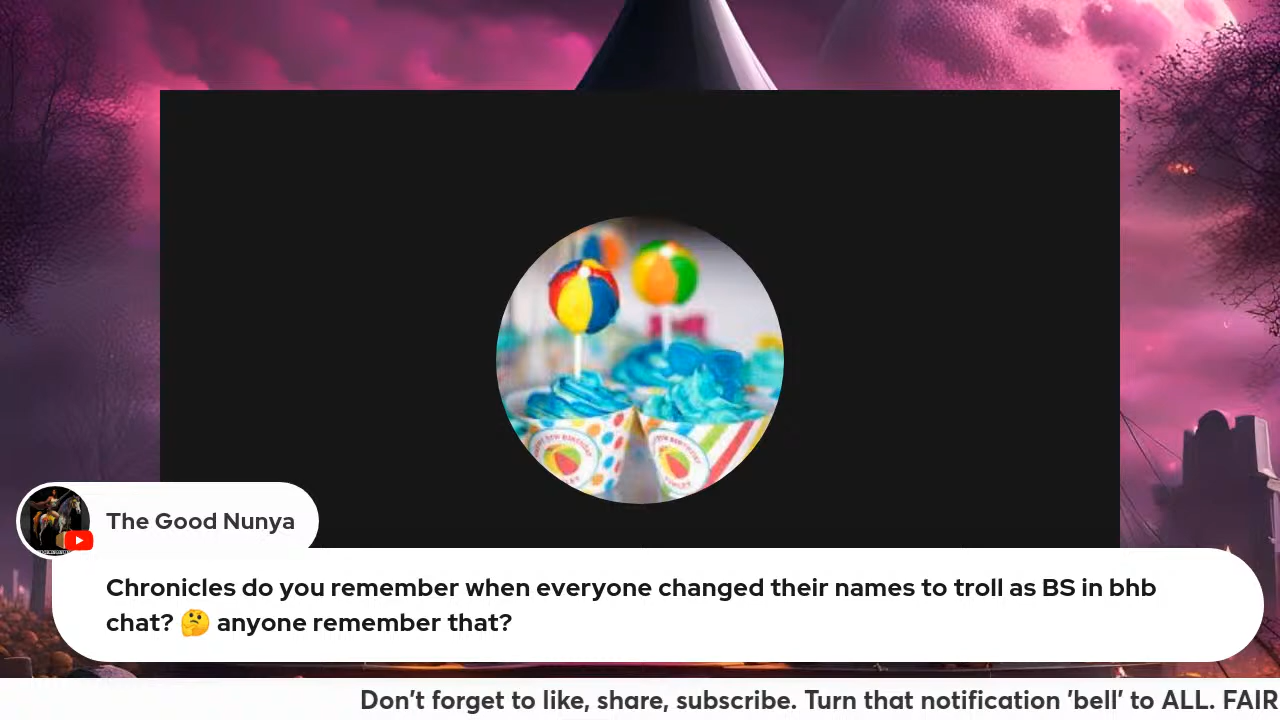 The Good Nunya
Chronicles do you remember when everyone changed their names to troll as BS in bhb
chat? 🤔 anyone remember that?
Don't forget to like, share, subscribe. Turn that notification 'bell' to ALL. FAIR